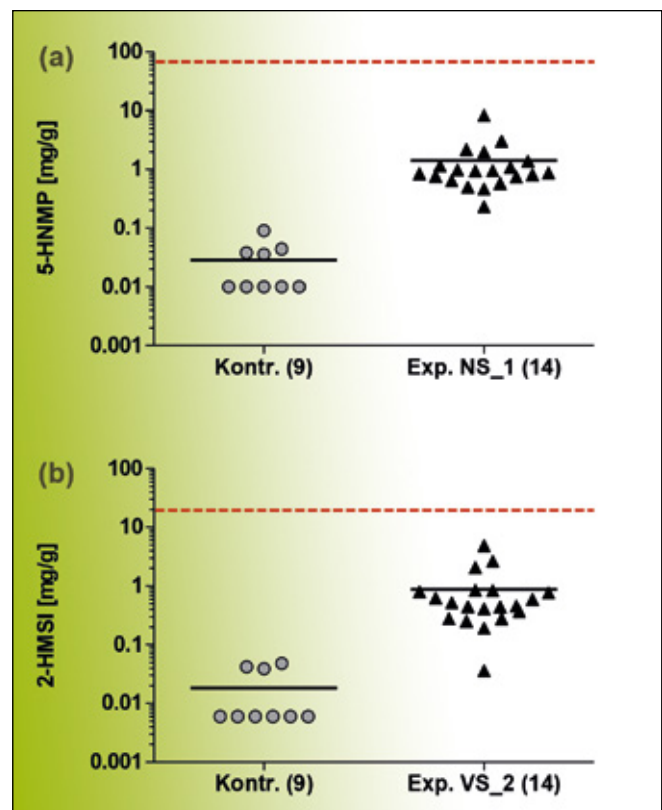 (a)
5-HNMP [mg/g]
100
10
1
0.1
0.01
0.001
Kontr. (9)
Exp. NS_1 (14)
(b)
2-HMSI [mg/g]
100
10
1
0.1
0.01
0.001
Kontr. (9)
Exp. VS_2 (14)